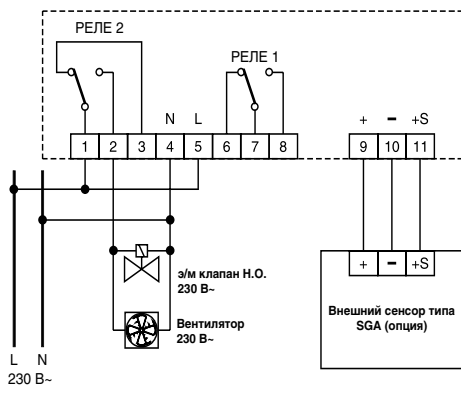 РЕЛЕ 2
РЕЛЕ 1
N L
+ − +S
1 2 3 4 5 6 7 8
9 10 11
э/м клапан Н.О.
230 В~
Вентилятор
230 В~
+ − +S
Внешний сенсор типа
SGA (опция)
L N
230 В~